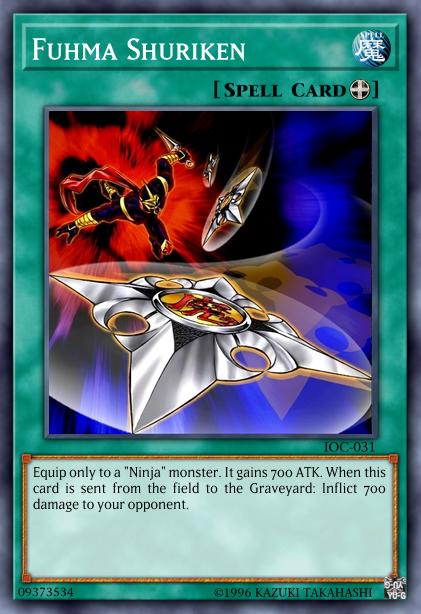 FUHMA SHURIKEN
SPELL
魔
[SPELL CARD]
IOC-031
Equip only to a "Ninja" monster. It gains 700 ATK. When this
card is sent from the field to the Graveyard: Inflict 700
damage to your opponent.
09373534
©1996 KAZUKI TAKAHASHI